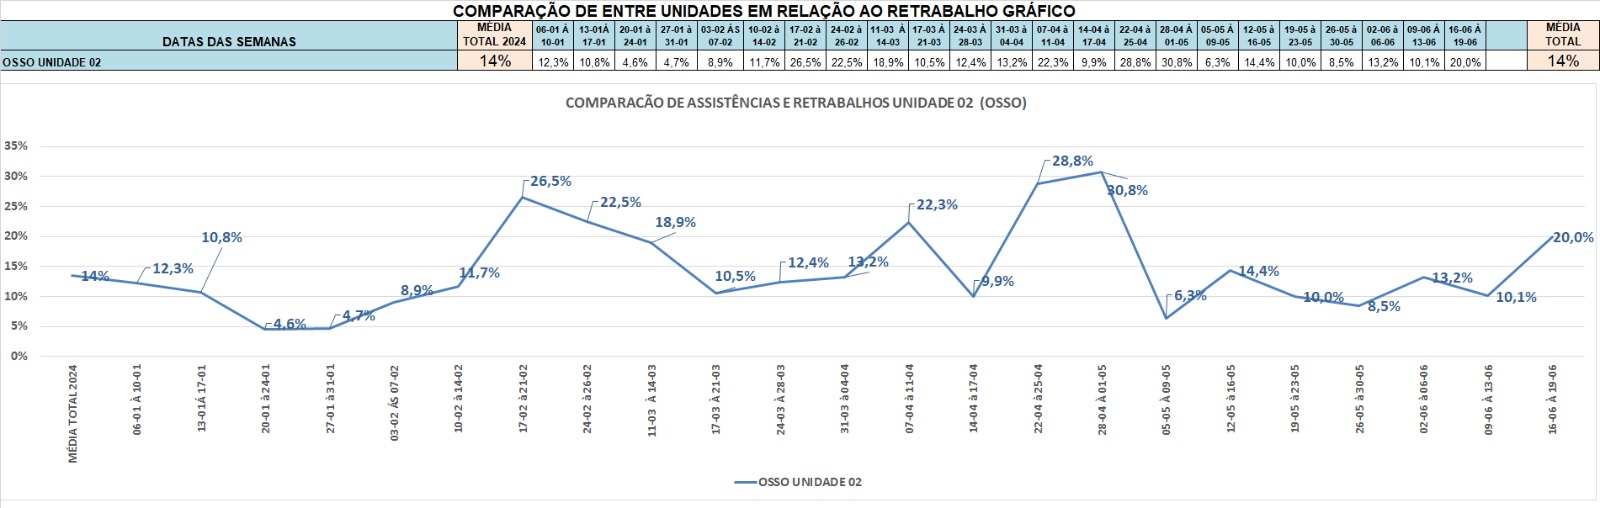 COMPARAÇÃO DE ENTRE UNIDADES EM RELAÇÃO AO RETRABALHO GRÁFICO
DATAS DAS SEMANAS MÉDIA TOTAL 2024 06-01 À 10-01 13-01Á 17-01 20-01 à 24-01 27-01 à 31-01 03-02 ÁS 07-02 10-02 à 14-02 17-02 à 21-02 24-02 à 26-02 11-03 À 14-03 17-03 À 21-03 24-03 À 28-03 31-03 à 04-04 07-04 à 11-04 14-04 à 17-04 22-04 à 25-04 28-04 À 01-05 05-05 À 09-05 12-05 à 16-05 19-05 à 23-05 26-05 à 30-05 02-06 à 06-06 09-06 À 13-06 16-06 À 19-06 MÉDIA TOTAL
OSSO UNIDADE 02 14% 12,3% 10,8% 4,6% 4,7% 8,9% 11,7% 26,5% 22,5% 18,9% 10,5% 12,4% 13,2% 22,3% 9,9% 28,8% 30,8% 6,3% 14,4% 10,0% 8,5% 13,2% 10,1% 20,0% 14%
COMPARACÃO DE ASSISTÊNCIAS E RETRABALHOS UNIDADE 02 (OSSO)
35%
30%
25%
20%
15%
10%
5%
0%
14%
12,3%
10,8%
4,6%
4,7%
8,9%
11,7%
26,5%
22,5%
18,9%
10,5%
12,4%
13,2%
22,3%
9,9%
28,8%
30,8%
6,3%
14,4%
10,0%
8,5%
13,2%
10,1%
20,0%
MÉDIA TOTAL 2024
06-01 À 10-01
13-01Á 17-01
20-01 à 24-01
27-01 à 31-01
03-02 ÁS 07-02
10-02 à 14-02
17-02 à 21-02
24-02 à 26-02
11-03 À 14-03
17-03 À 21-03
24-03 À 28-03
31-03 à 04-04
07-04 à 11-04
14-04 à 17-04
22-04 à 25-04
28-04 À 01-05
05-05 À 09-05
12-05 à 16-05
19-05 à 23-05
26-05 à 30-05
02-06 à 06-06
09-06 À 13-06
16-06 À 19-06
OSSO UNIDADE 02